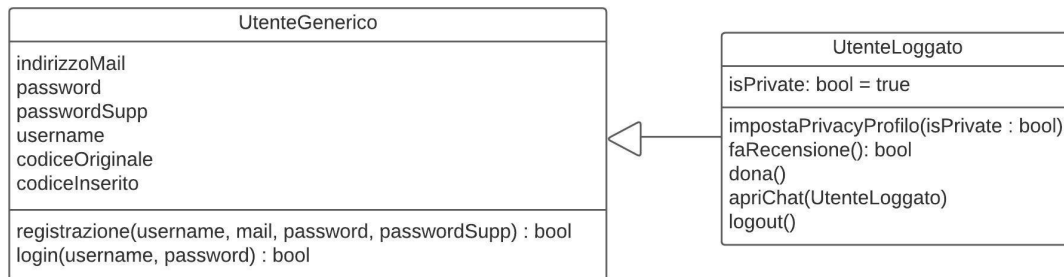 UtenteGenerico
indirizzoMail
password
passwordSupp
username
codiceOriginale
codiceInserito
registrazione(username, mail, password, passwordSupp) : bool
login(username, password) : bool
UtenteLoggato
isPrivate: bool = true
impostaPrivacyProfilo(isPrivate : bool)
faRecensione(): bool
dona()
apriChat(UtenteLoggato)
logout()